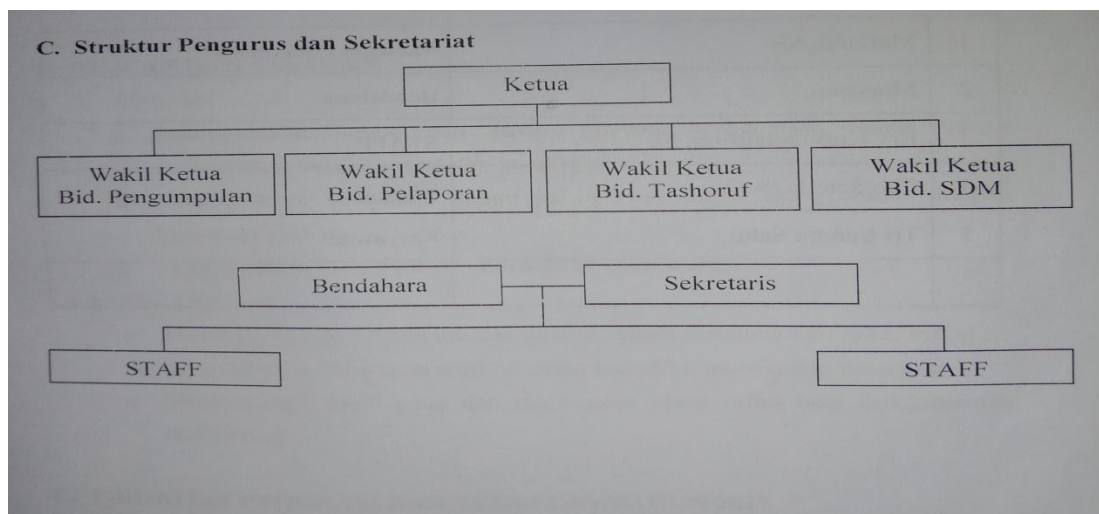 C. Struktur Pengurus dan Sekretariat
Ketua
Wakil Ketua
Bid. Pengumpulan
Wakil Ketua
Bid. Pelaporan
Wakil Ketua
Bid. Tashoruf
Wakil Ketua
Bid. SDM
Bendahara
Sekretaris
STAFF
STAFF